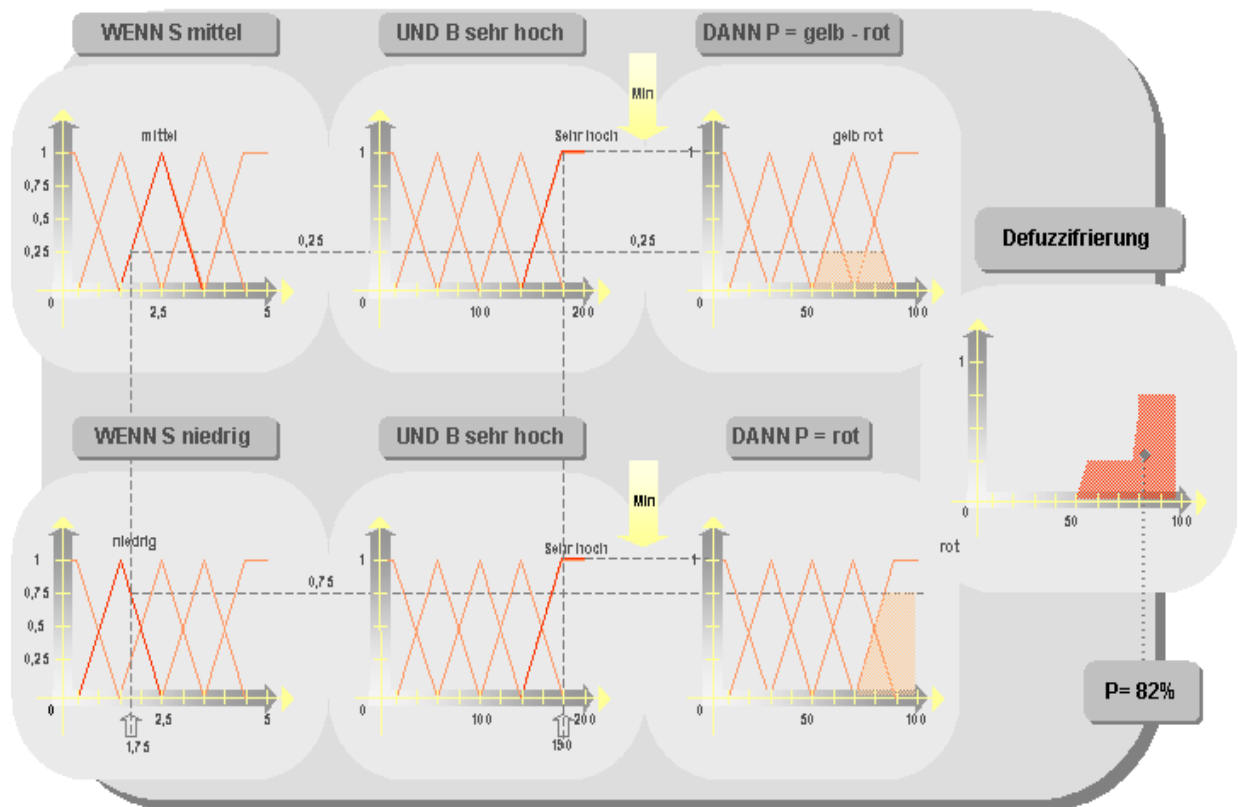 WENN S mittel
UND B sehr hoch
DANN P = gelb - rot
Min
mittel
Sehr hoch
gelb rot
1
0,75
0,5
0,25
0
2,5
5
0,25
1
0
100
200
0,25
1
0
50
100
Defuzzifrierung
1
0
50
100
P= 82%
WENN S niedrig
UND B sehr hoch
DANN P = rot
Min
niedrig
Sehr hoch
rot
1
0,75
0,5
0,25
0
2,5
5
1,75
0,75
1
0
100
200
190
1
0
50
100